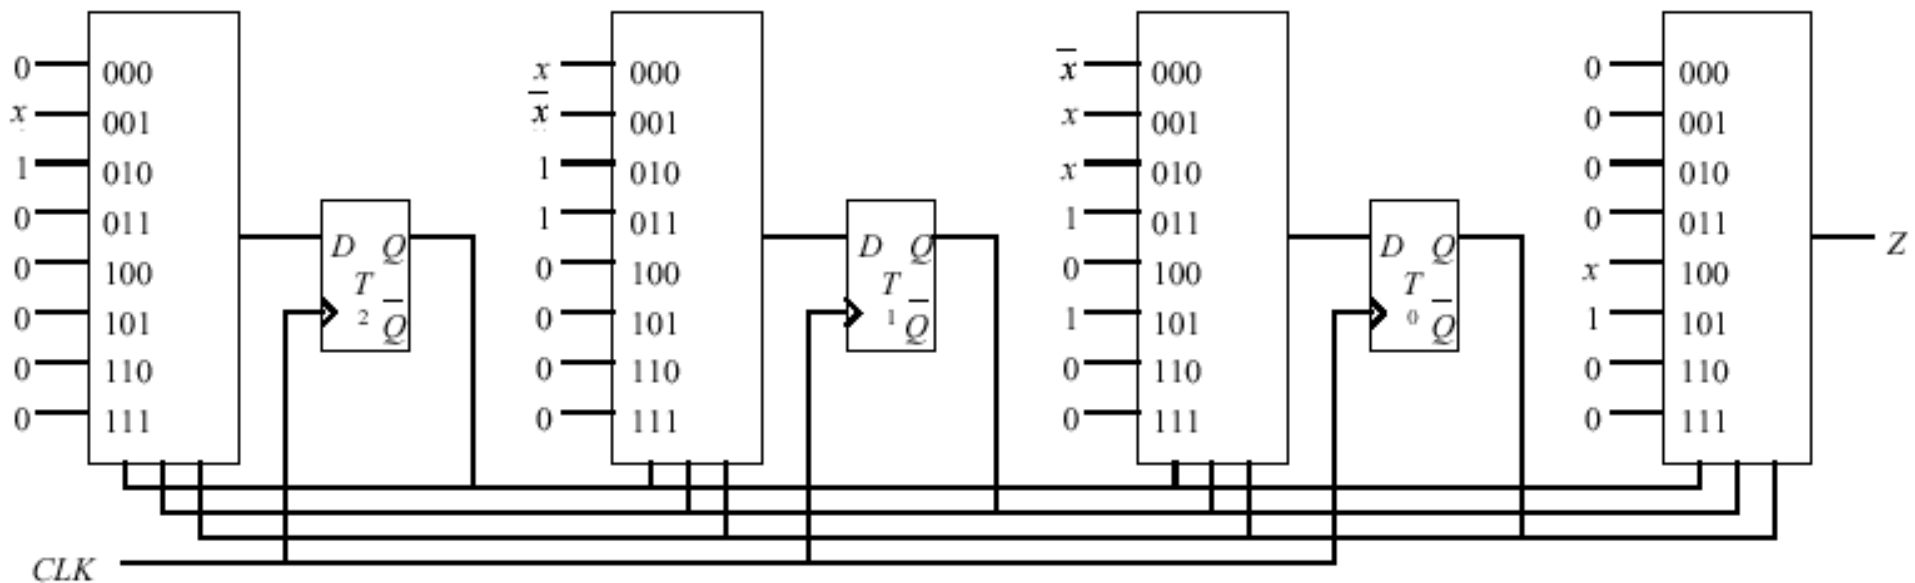 0 000 x 000 x̅ 000 0 000
x 001 x̅ 001 x 001 0 001
1 010 1 010 x 010 0 010
0 011 1 011 1 011 0 011
D Q D Q D Q Z
0 100 0 100 0 100 x 100
T T T
0 101 0 101 1 101 1 101
2 Q̅ 1 Q̅ 0 Q̅
0 110 0 110 0 110 0 110
0 111 0 111 0 111 0 111
CLK